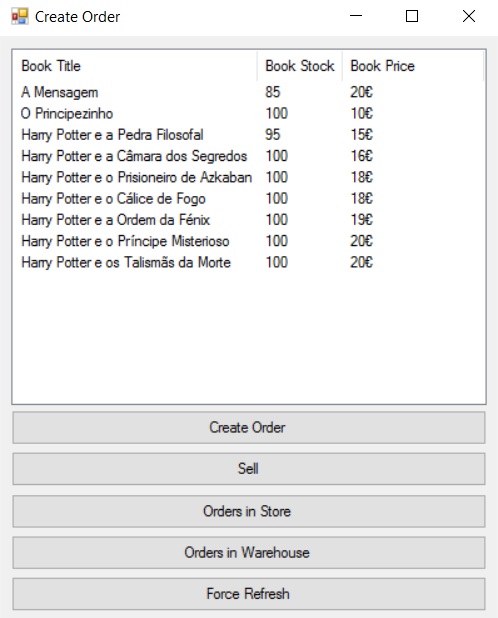 Create Order
Book Title Book Stock Book Price
A Mensagem 85 20€
O Principezinho 100 10€
Harry Potter e a Pedra Filosofal 95 15€
Harry Potter e a Câmara dos Segredos 100 16€
Harry Potter e o Prisioneiro de Azkaban 100 18€
Harry Potter e o Cálice de Fogo 100 18€
Harry Potter e a Ordem da Fénix 100 19€
Harry Potter e o Príncipe Misterioso 100 20€
Harry Potter e os Talismãs da Morte 100 20€
Create Order
Sell
Orders in Store
Orders in Warehouse
Force Refresh